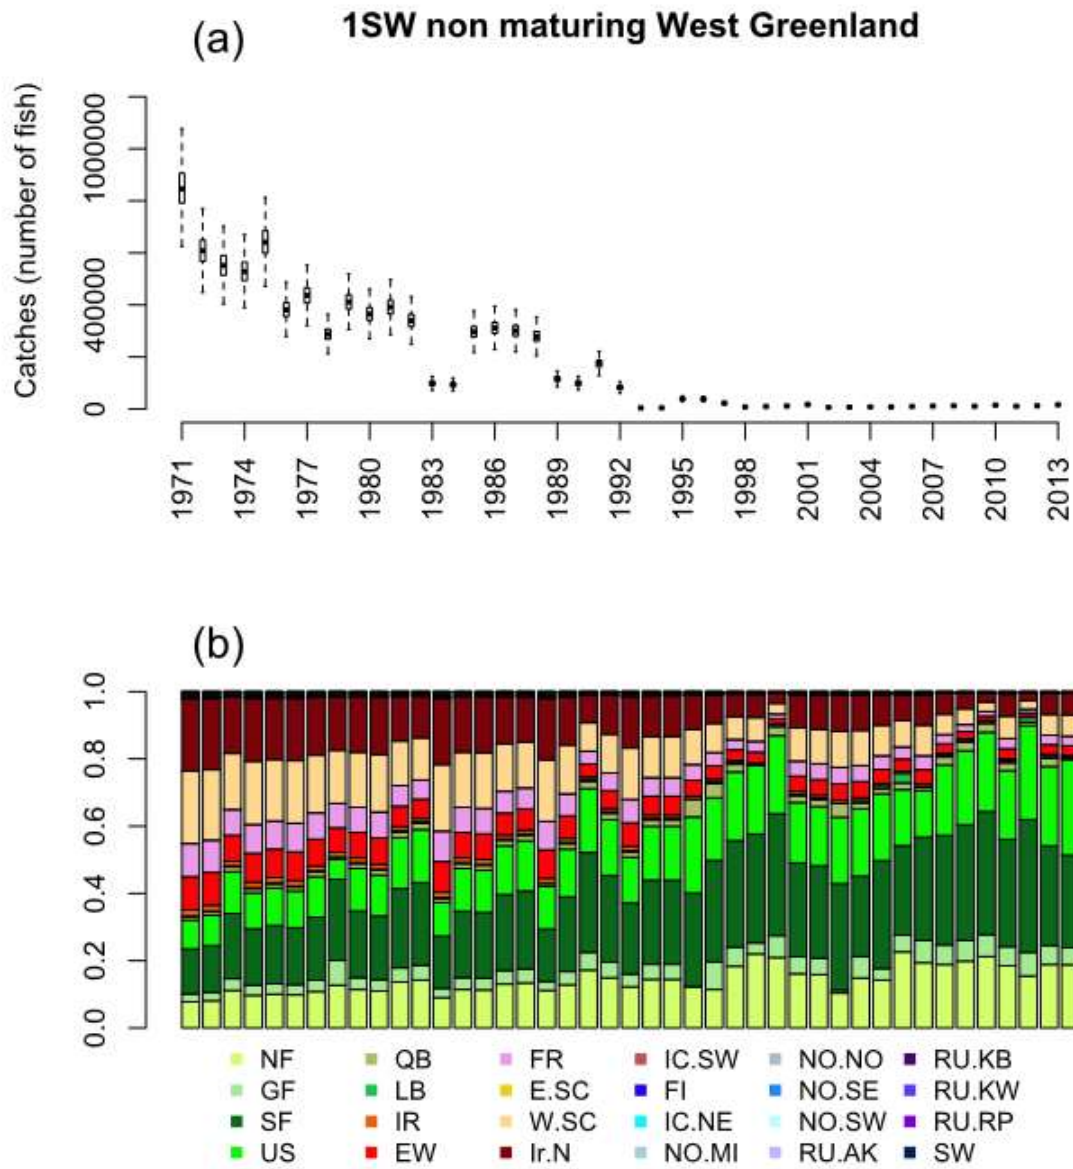 (a) 1SW non maturing West Greenland
Catches (number of fish)
1000000
400000
0
1971 1974 1977 1980 1983 1986 1989 1992 1995 1998 2001 2004 2007 2010 2013
(b)
1.0
0.8
0.6
0.4
0.2
0.0
NF QB FR IC.SW NO.NO RU.KB
GF LB E.SC FI NO.SE RU.KW
SF IR W.SC IC.NE NO.SW RU.RP
US EW Ir.N NO.MI RU.AK SW